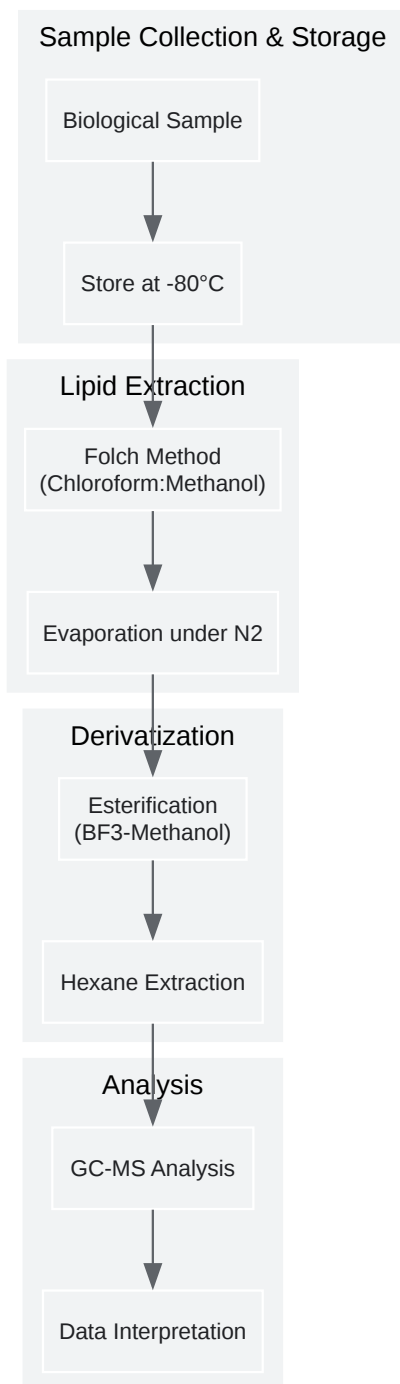 Sample Collection & Storage
Biological Sample
Store at -80°C
Lipid Extraction
Folch Method
(Chloroform:Methanol)
Evaporation under N2
Derivatization
Esterification
(BF3-Methanol)
Hexane Extraction
Analysis
GC-MS Analysis
Data Interpretation